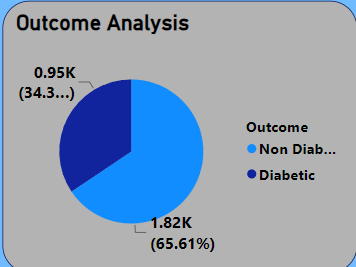 Outcome Analysis
0.95K
(34.3...)
Outcome
Non Diab...
Diabetic
1.82K
(65.61%)